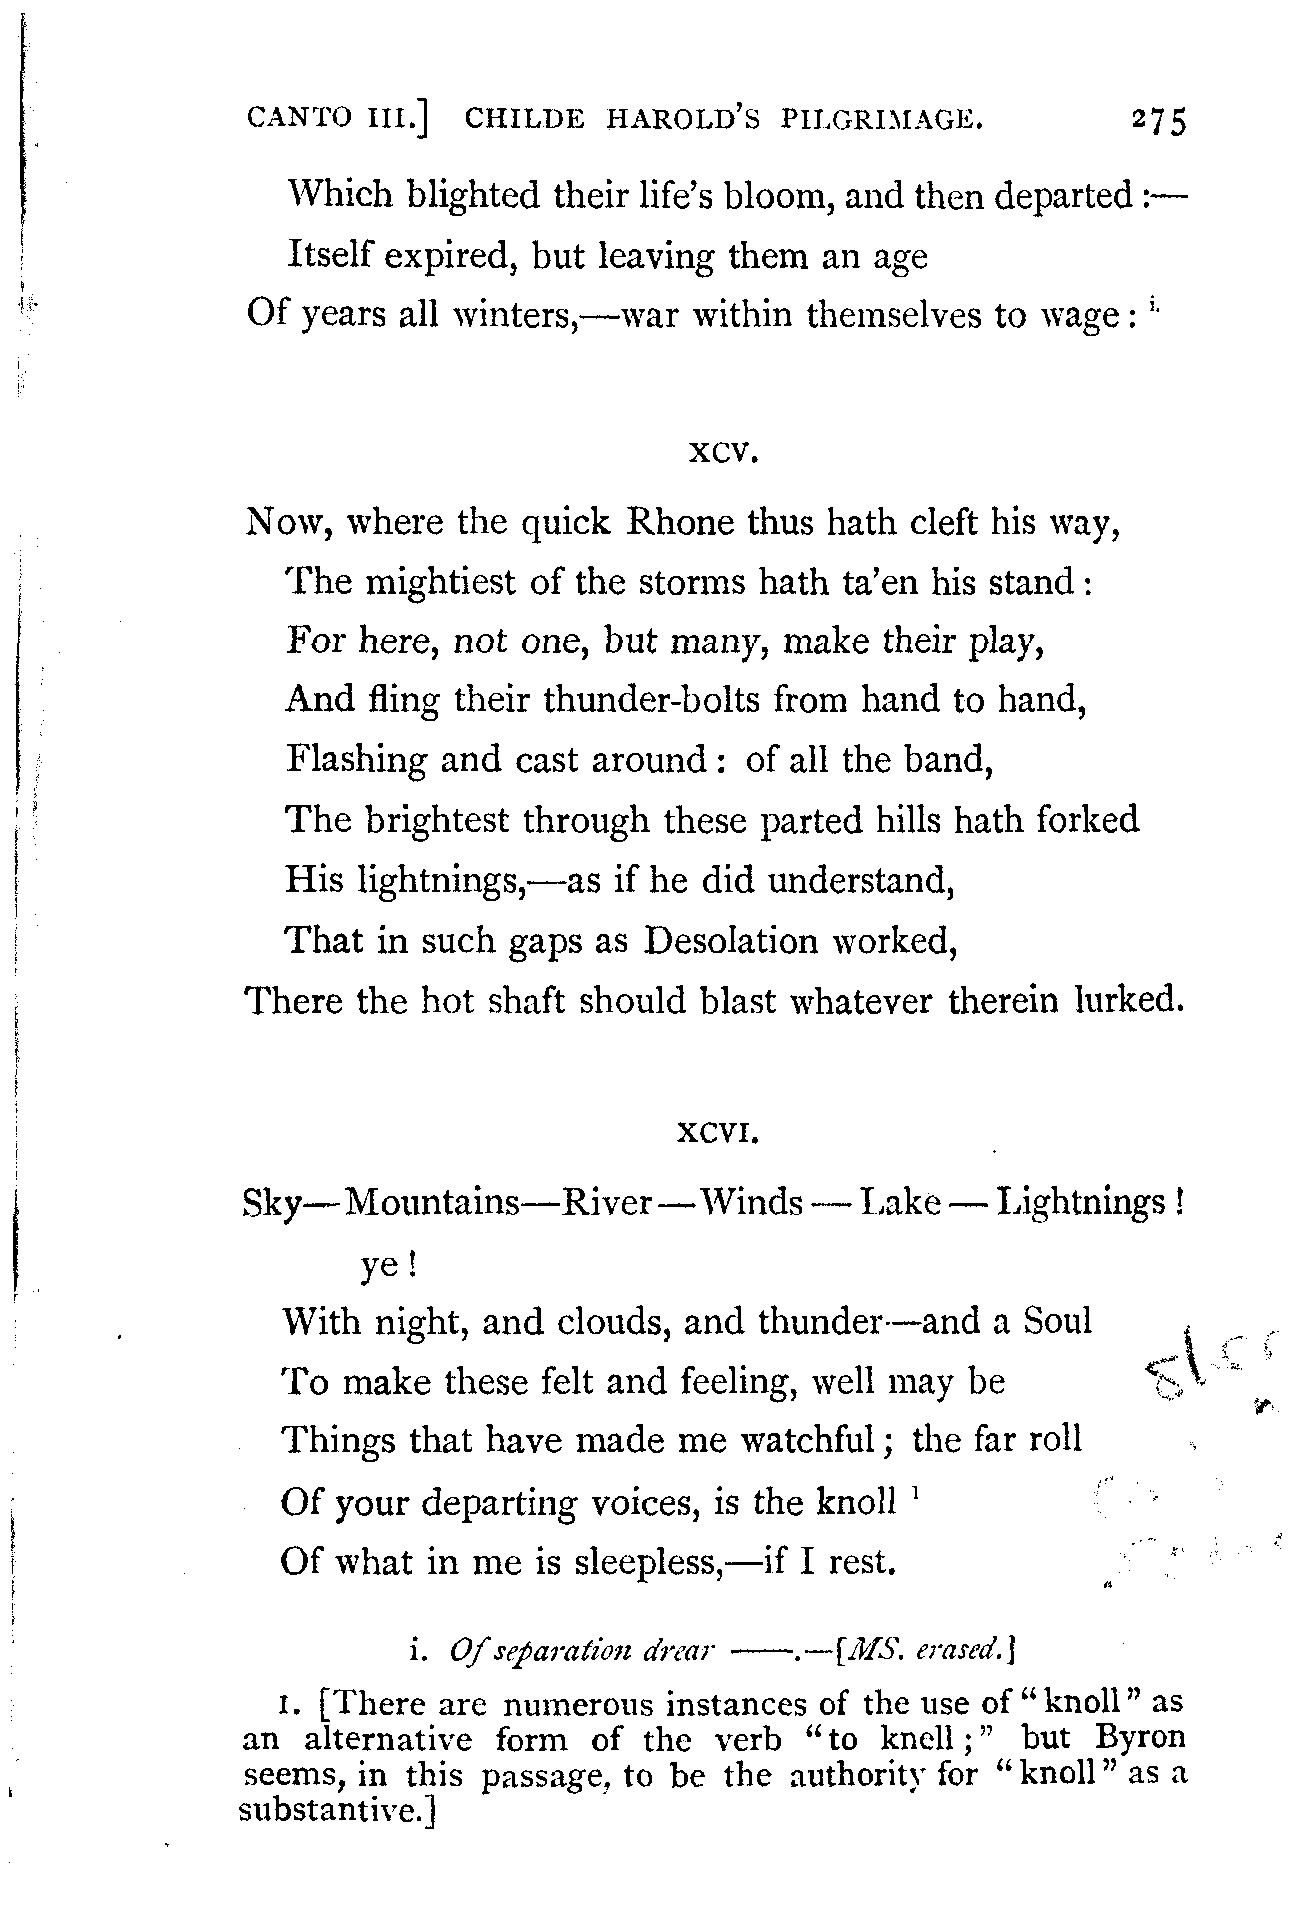 CANTO III.] CHILDE HAROLD'S PILGRIMAGE. 275
Which blighted their life's bloom, and then departed :—
Itself expired, but leaving them an age
Of years all winters,—war within themselves to wage : i.
XCV.
Now, where the quick Rhone thus hath cleft his way,
The mightiest of the storms hath ta'en his stand :
For here, not one, but many, make their play,
And fling their thunder-bolts from hand to hand,
Flashing and cast around : of all the band,
The brightest through these parted hills hath forked
His lightnings,—as if he did understand,
That in such gaps as Desolation worked,
There the hot shaft should blast whatever therein lurked.
XCVI.
Sky—Mountains—River—Winds—Lake—Lightnings !
ye !
With night, and clouds, and thunder—and a Soul
To make these felt and feeling, well may be
Things that have made me watchful ; the far roll
Of your departing voices, is the knoll 1
Of what in me is sleepless,—if I rest.
i. Of separation drear ——.—[MS. erased.]
1. [There are numerous instances of the use of "knoll" as
an alternative form of the verb "to knell ;" but Byron
seems, in this passage, to be the authority for "knoll" as a
substantive.]